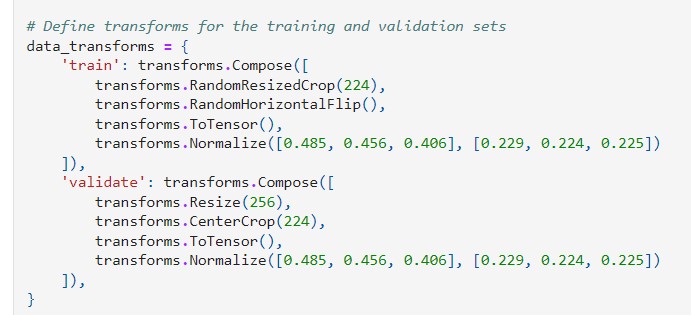 # Define transforms for the training and validation sets
data_transforms = {
    'train': transforms.Compose([
        transforms.RandomResizedCrop(224),
        transforms.RandomHorizontalFlip(),
        transforms.ToTensor(),
        transforms.Normalize([0.485, 0.456, 0.406], [0.229, 0.224, 0.225])
    ]),
    'validate': transforms.Compose([
        transforms.Resize(256),
        transforms.CenterCrop(224),
        transforms.ToTensor(),
        transforms.Normalize([0.485, 0.456, 0.406], [0.229, 0.224, 0.225])
    ]),
}